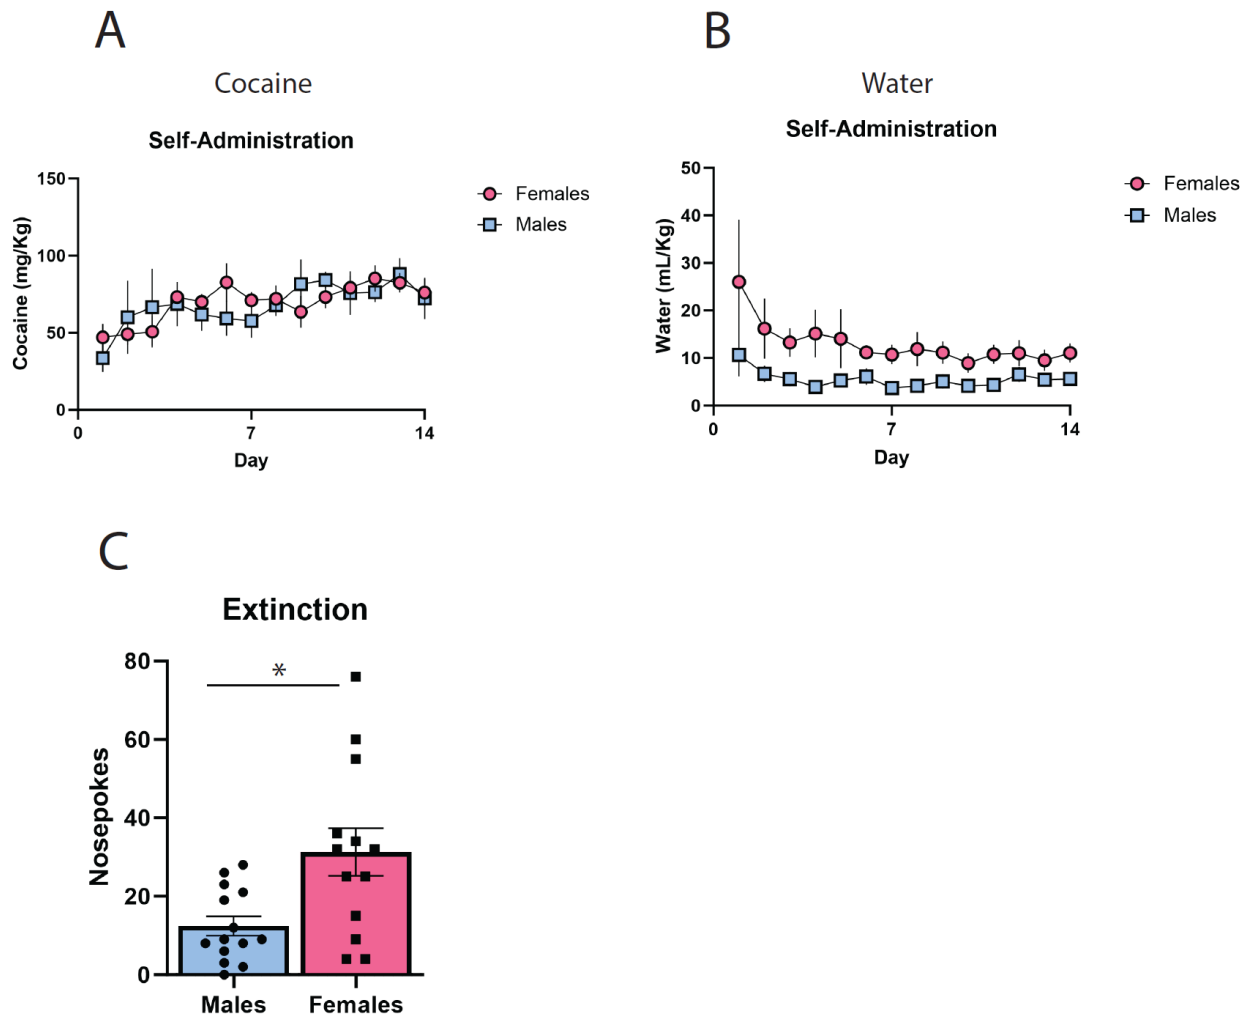 A
Cocaine
Self-Administration
150
100
50
0
Cocaine (mg/Kg)
0 7 14
Day
Females
Males
B
Water
Self-Administration
50
40
30
20
10
0
Water (mL/Kg)
0 7 14
Day
Females
Males
C
Extinction
*
80
60
40
20
0
Nosepokes
Males Females